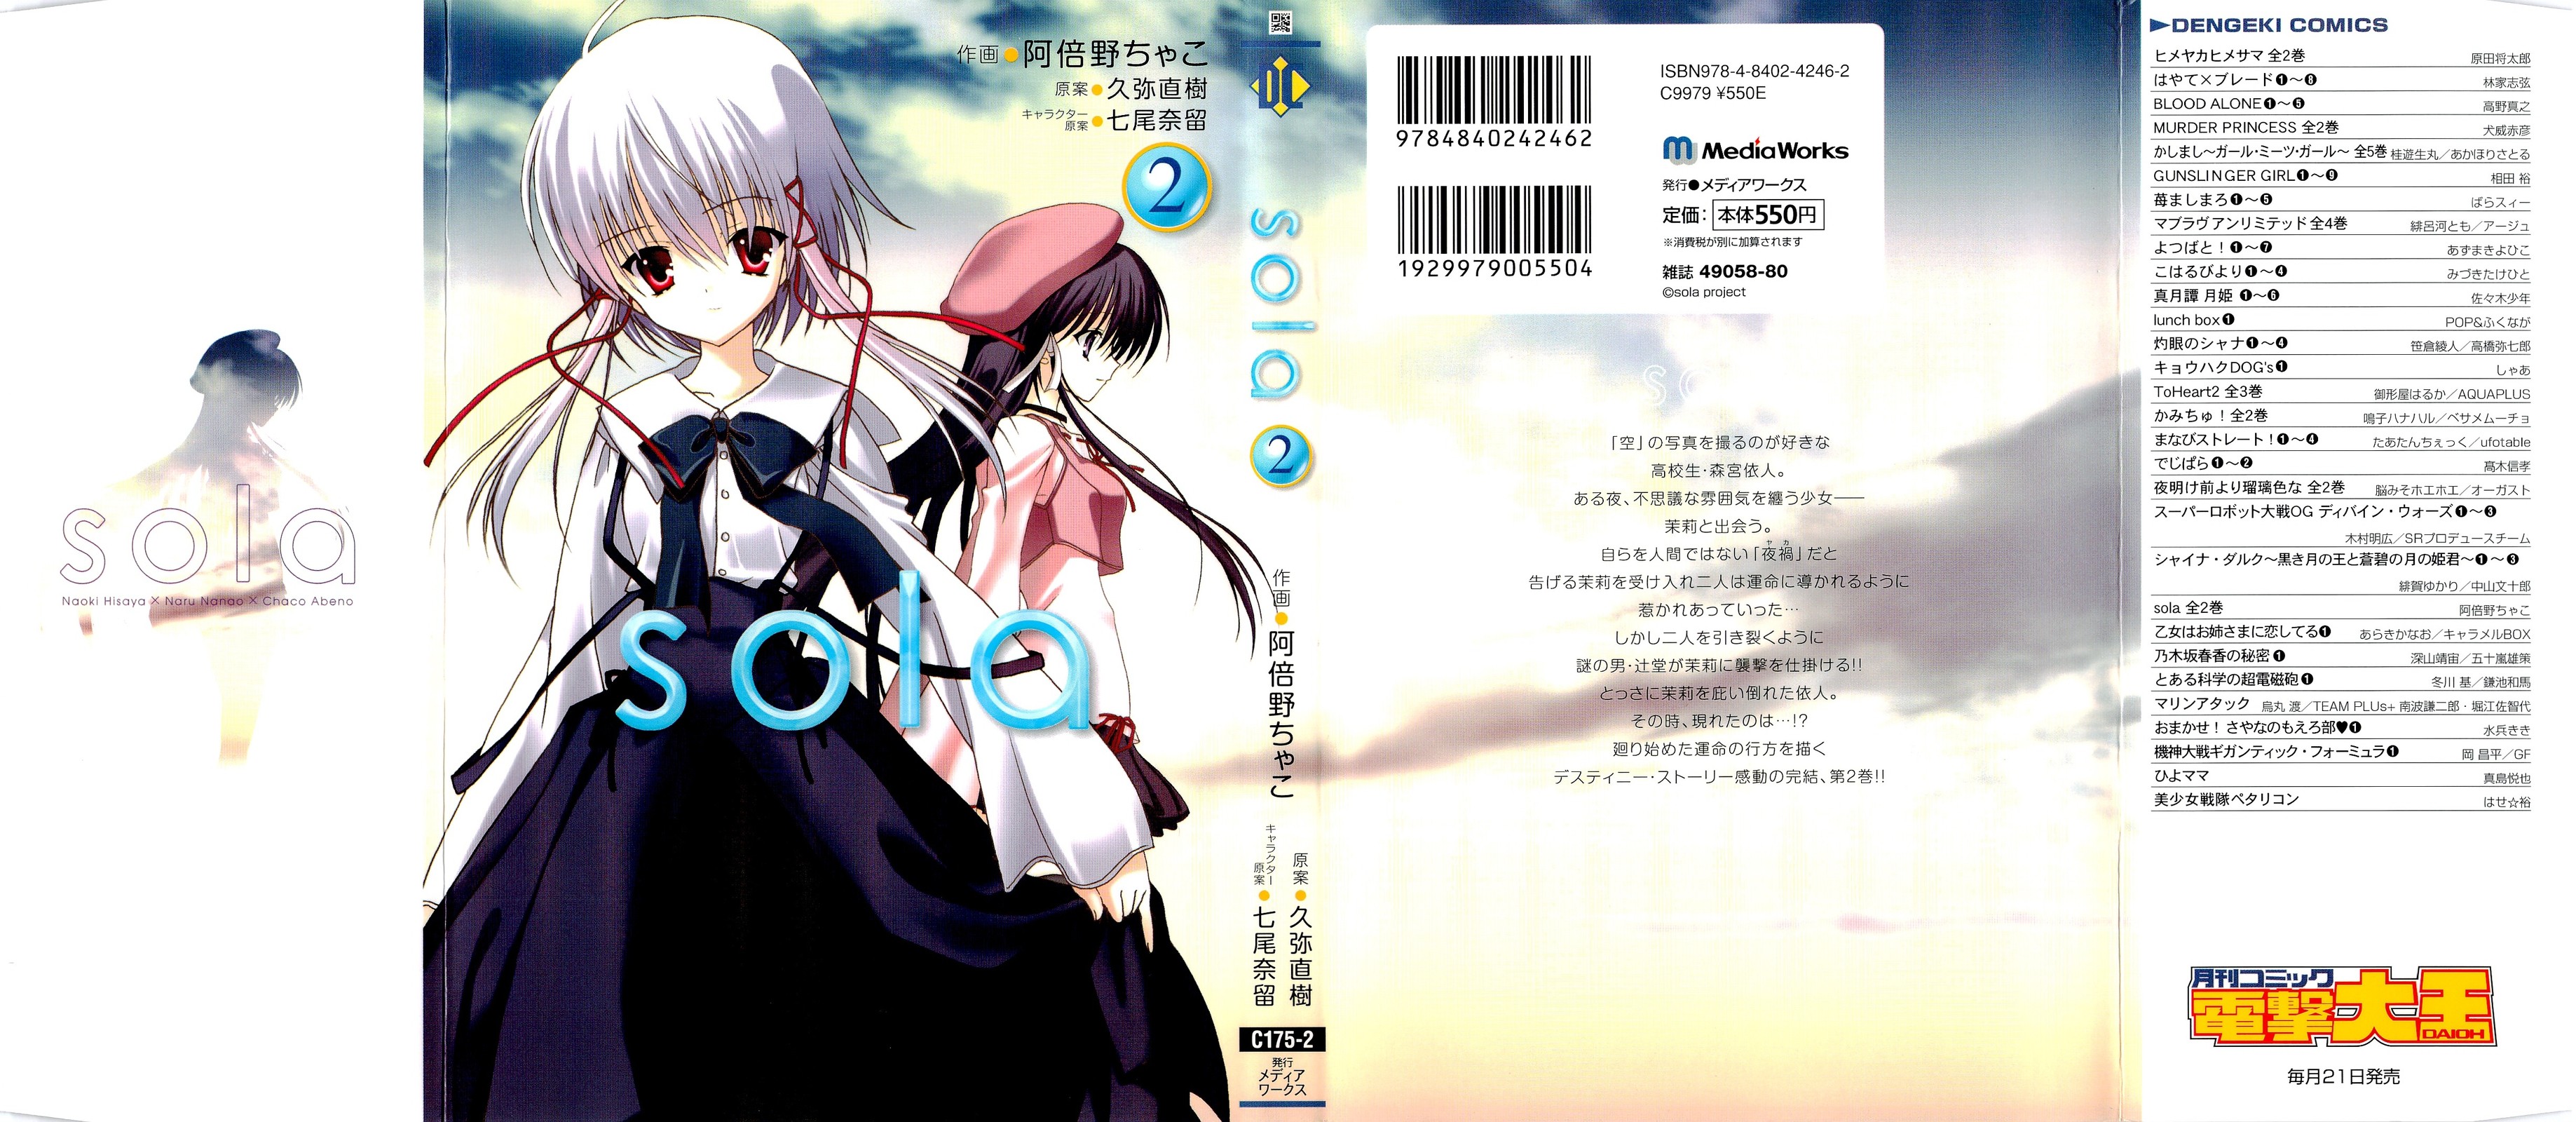 sola
Naoki Hisaya × Naru Nanao × Chaco Abeno
作画●阿倍野ちゃこ
原案●久弥直樹
キャラクター原案●七尾奈留
2
sola
sola
2
作画●阿倍野ちゃこ
原案●久弥直樹
キャラクター原案●七尾奈留
C175-2
発行
メディア
ワークス
9784840242462
1929979005504
ISBN978-4-8402-4246-2
C9979 ¥550E
MediaWorks
発行●メディアワークス
定価:本体550円
※消費税が別に加算されます
雑誌 49058-80
©sola project
「空」の写真を撮るのが好きな
高校生・森宮依人。
ある夜、不思議な雰囲気を纏う少女――
茉莉と出会う。
自らを人間ではない「夜禍」だと
ヤカ
告げる茉莉を受け入れ二人は運命に導かれるように
惹かれあっていった…
しかし二人を引き裂くように
謎の男・辻堂が茉莉に襲撃を仕掛ける!!
とっさに茉莉を庇い倒れた依人。
その時、現れたのは…!?
廻り始めた運命の行方を描く
デスティニー・ストーリー感動の完結、第2巻!!
▶DENGEKI COMICS
ヒメヤカヒメサマ 全2巻 原田将太郎
はやて×ブレード❶〜❽ 林家志弦
BLOOD ALONE❶〜❺ 高野真之
MURDER PRINCESS 全2巻 犬威赤彦
かしまし〜ガール・ミーツ・ガール〜 全5巻 桂遊生丸／あかほりさとる
GUNSLINGER GIRL❶〜❾ 相田 裕
苺ましまろ❶〜❺ ばらスィー
マブラヴ アンリミテッド 全4巻 緋呂河とも／アージュ
よつばと！❶〜❼ あずまきよひこ
こはるびより❶〜❹ みづきたけひと
真月譚 月姫 ❶〜❻ 佐々木少年
lunch box❶ POP&ふくなが
灼眼のシャナ❶〜❹ 笹倉綾人／高橋弥七郎
キョウハクDOG's❶ しゃあ
ToHeart2 全3巻 御形屋はるか／AQUAPLUS
かみちゅ！全2巻 鳴子ハナハル／ベサメムーチョ
まなびストレート！❶〜❹ たあたんちぇっく／ufotable
でじぱら❶〜❷ 髙木信孝
夜明け前より瑠璃色な 全2巻 脳みそホエホエ／オーガスト
スーパーロボット大戦OG ディバイン・ウォーズ❶〜❸
木村明広／SRプロデュースチーム
シャイナ・ダルク〜黒き月の王と蒼碧の月の姫君〜❶〜❸
緋賀ゆかり／中山文十郎
sola 全2巻 阿倍野ちゃこ
乙女はお姉さまに恋してる❶ あらきかなお／キャラメルBOX
乃木坂春香の秘密❶ 深山靖宙／五十嵐雄策
とある科学の超電磁砲❶ 冬川 基／鎌池和馬
マリンアタック 烏丸 渡／TEAM PLUs+ 南波謙二郎・堀江佐智代
おまかせ！さやなのもえろ部♥❶ 水兵きき
機神大戦ギガンティック・フォーミュラ❶ 岡 昌平／GF
ひよママ 真島悦也
美少女戦隊ペタリコン はせ☆裕
月刊コミック
電撃大王
DAIOH
毎月21日発売